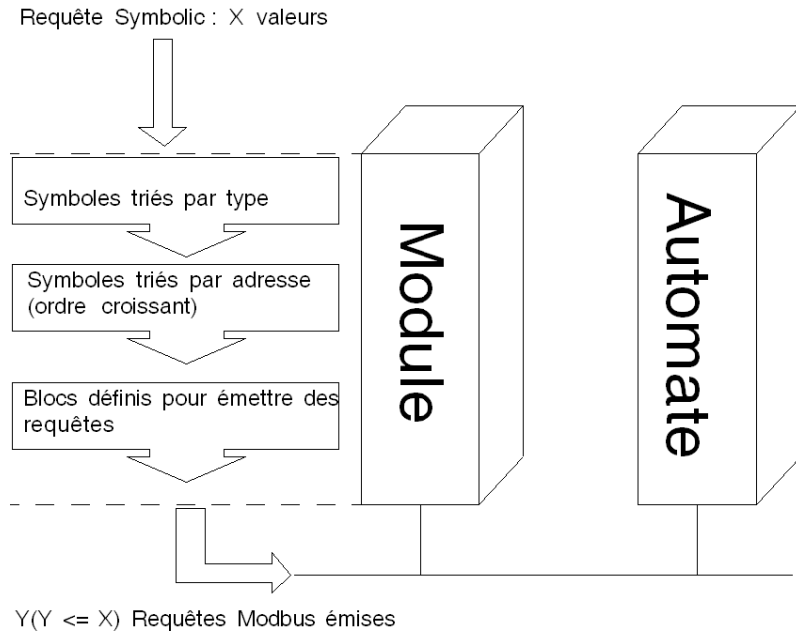 Requête Symbolic : X valeurs
Symboles triés par type
Symboles triés par adresse
(ordre croissant)
Blocs définis pour émettre des
requêtes
Module
Automate
Y(Y <= X) Requêtes Modbus émises